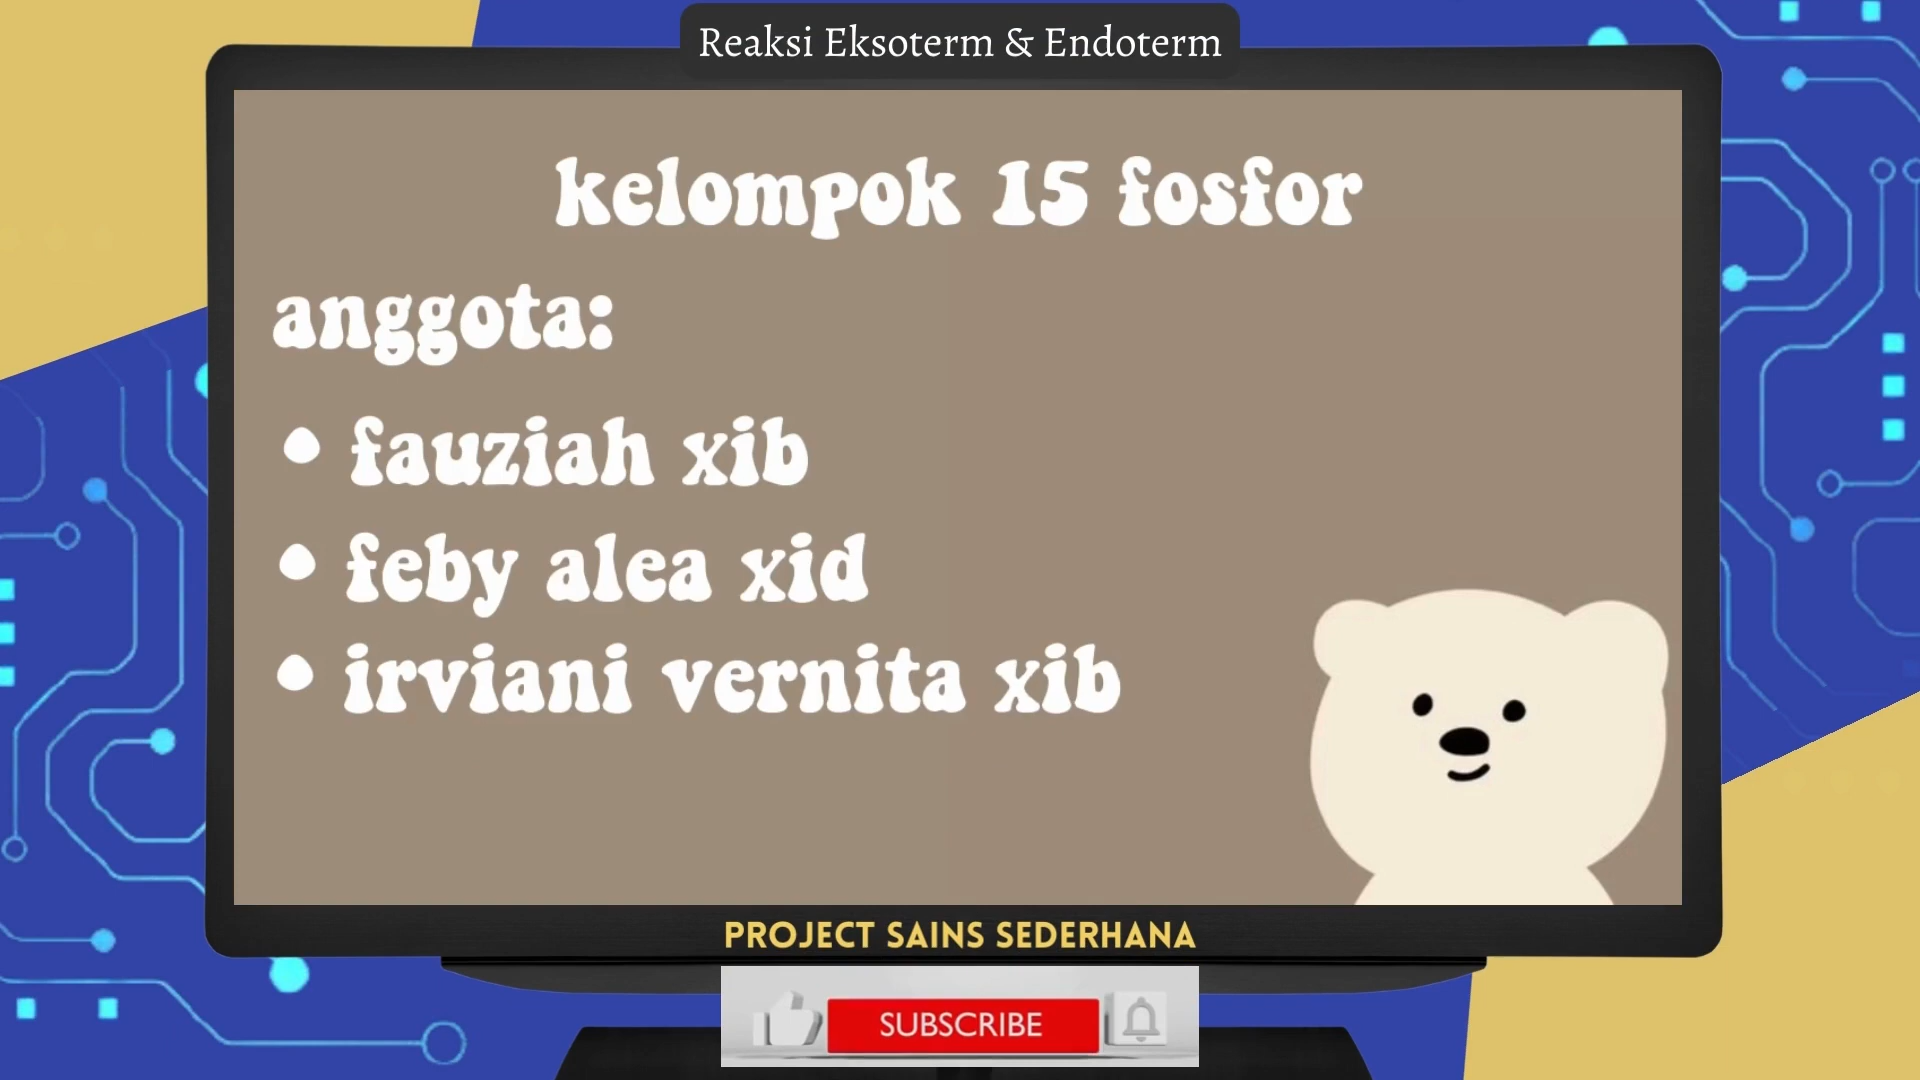 Reaksi Eksoterm & Endoterm
kelompok 15 fosfor
anggota:
• fauziah xib
• feby alea xid
• irviani vernita xib
PROJECT SAINS SEDERHANA
SUBSCRIBE